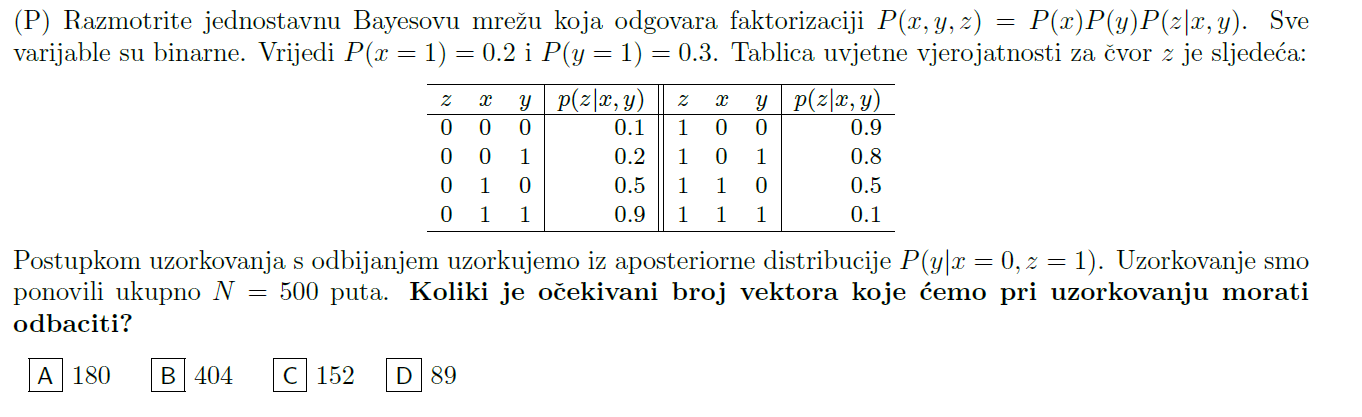 (P) Razmotrite jednostavnu Bayesovu mrežu koja odgovara faktorizaciji P(x, y, z) = P(x)P(y)P(z|x, y). Sve
varijable su binarne. Vrijedi P(x = 1) = 0.2 i P(y = 1) = 0.3. Tablica uvjetne vjerojatnosti za čvor z je sljedeća:
z x y p(z|x, y) z x y p(z|x, y)
0 0 0 0.1 1 0 0 0.9
0 0 1 0.2 1 0 1 0.8
0 1 0 0.5 1 1 0 0.5
0 1 1 0.9 1 1 1 0.1
Postupkom uzorkovanja s odbijanjem uzorkujemo iz aposteriorne distribucije P(y|x = 0, z = 1). Uzorkovanje smo
ponovili ukupno N = 500 puta. Koliki je očekivani broj vektora koje ćemo pri uzorkovanju morati
odbaciti?
A 180 B 404 C 152 D 89